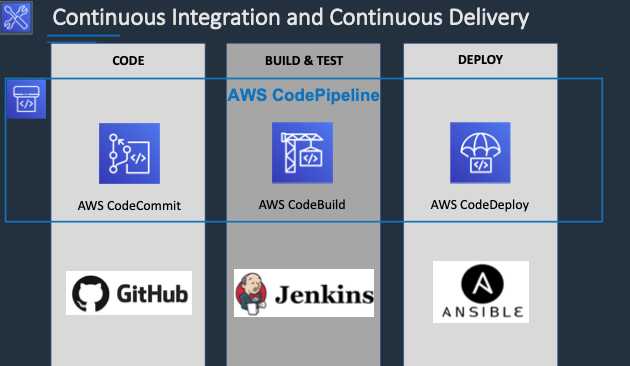 Continuous Integration and Continuous Delivery
CODE
BUILD & TEST
DEPLOY
AWS CodePipeline
AWS CodeCommit
AWS CodeBuild
AWS CodeDeploy
GitHub
Jenkins
ANSIBLE